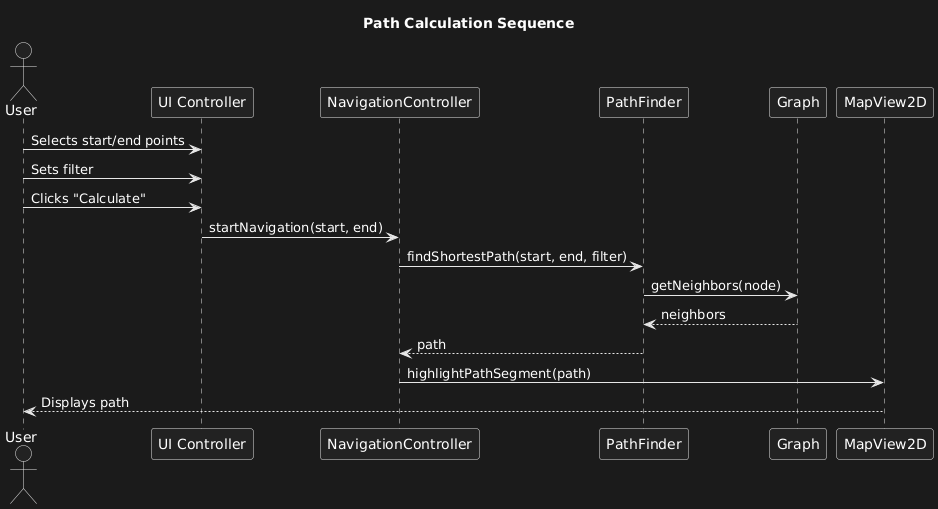 Path Calculation Sequence
User
UI Controller
NavigationController
PathFinder
Graph
MapView2D
Selects start/end points
Sets filter
Clicks "Calculate"
startNavigation(start, end)
findShortestPath(start, end, filter)
getNeighbors(node)
neighbors
path
highlightPathSegment(path)
Displays path
User
UI Controller
NavigationController
PathFinder
Graph
MapView2D